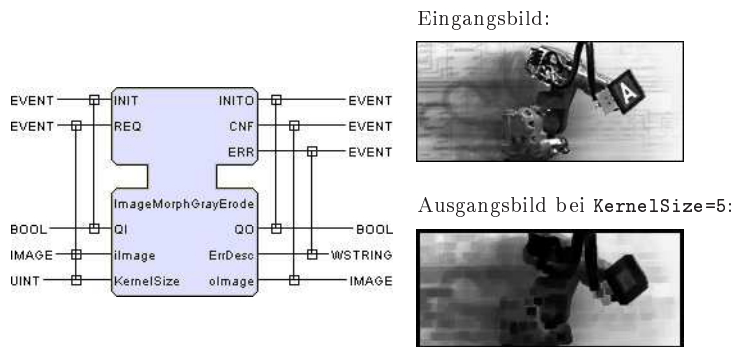 Eingangsbild:
EVENT INIT INITO EVENT
EVENT REQ CNF EVENT
ERR EVENT
ImageMorphGrayErode
BOOL QI QO BOOL
IMAGE iImage ErrDesc WSTRING
UINT KernelSize oImage IMAGE
A
Ausgangsbild bei KernelSize=5: